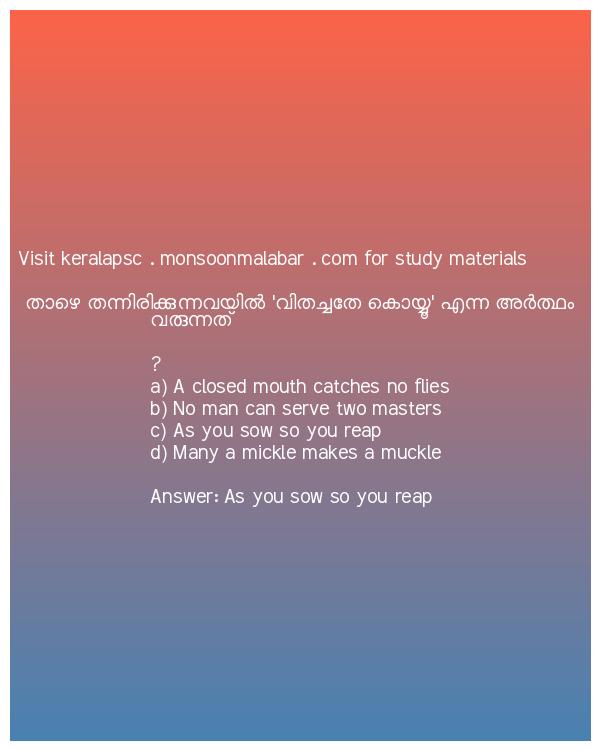 Visit keralapsc . monsoonmalabar . com for study materials
താഴെ തന്നിരിക്കുന്നവയിൽ 'വിതച്ചതേ കൊയ്യൂ' എന്ന അർത്ഥം
വരുന്നത്
?
a) A closed mouth catches no flies
b) No man can serve two masters
c) As you sow so you reap
d) Many a mickle makes a muckle
Answer: As you sow so you reap